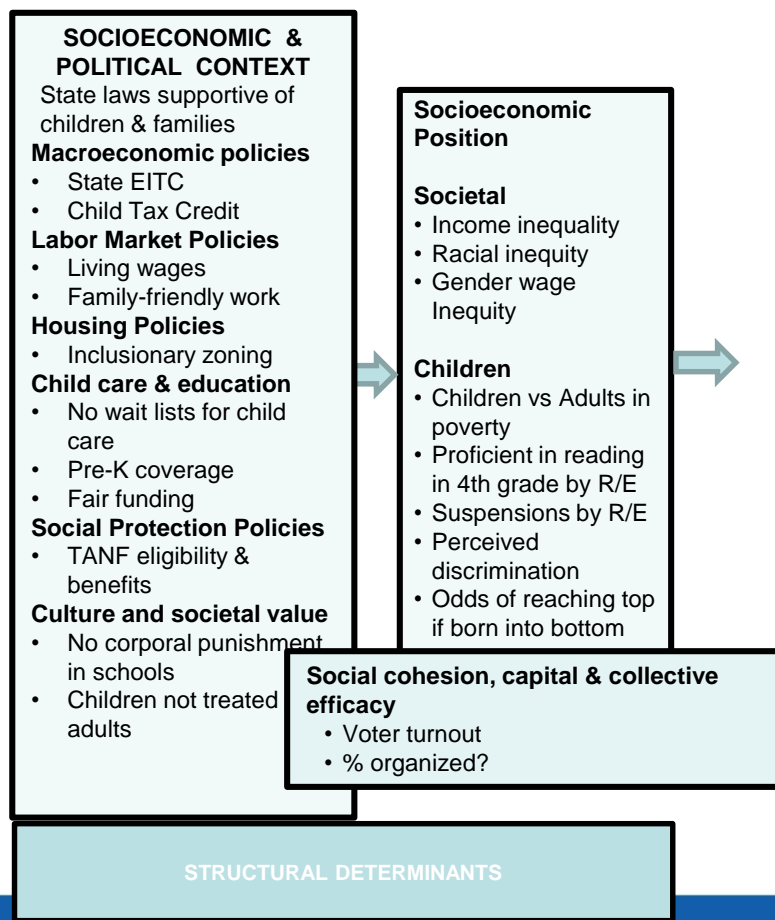 SOCIOECONOMIC &
POLITICAL CONTEXT
State laws supportive of
children & families
Macroeconomic policies
• State EITC
• Child Tax Credit
Labor Market Policies
• Living wages
• Family-friendly work
Housing Policies
• Inclusionary zoning
Child care & education
• No wait lists for child
care
• Pre-K coverage
• Fair funding
Social Protection Policies
• TANF eligibility &
benefits
Culture and societal value
• No corporal punishment
in schools
• Children not treated
adults
Socioeconomic
Position
Societal
• Income inequality
• Racial inequity
• Gender wage
Inequity
Children
• Children vs Adults in
poverty
• Proficient in reading
in 4th grade by R/E
• Suspensions by R/E
• Perceived
discrimination
• Odds of reaching top
if born into bottom
Social cohesion, capital & collective
efficacy
• Voter turnout
• % organized?
STRUCTURAL DETERMINANTS